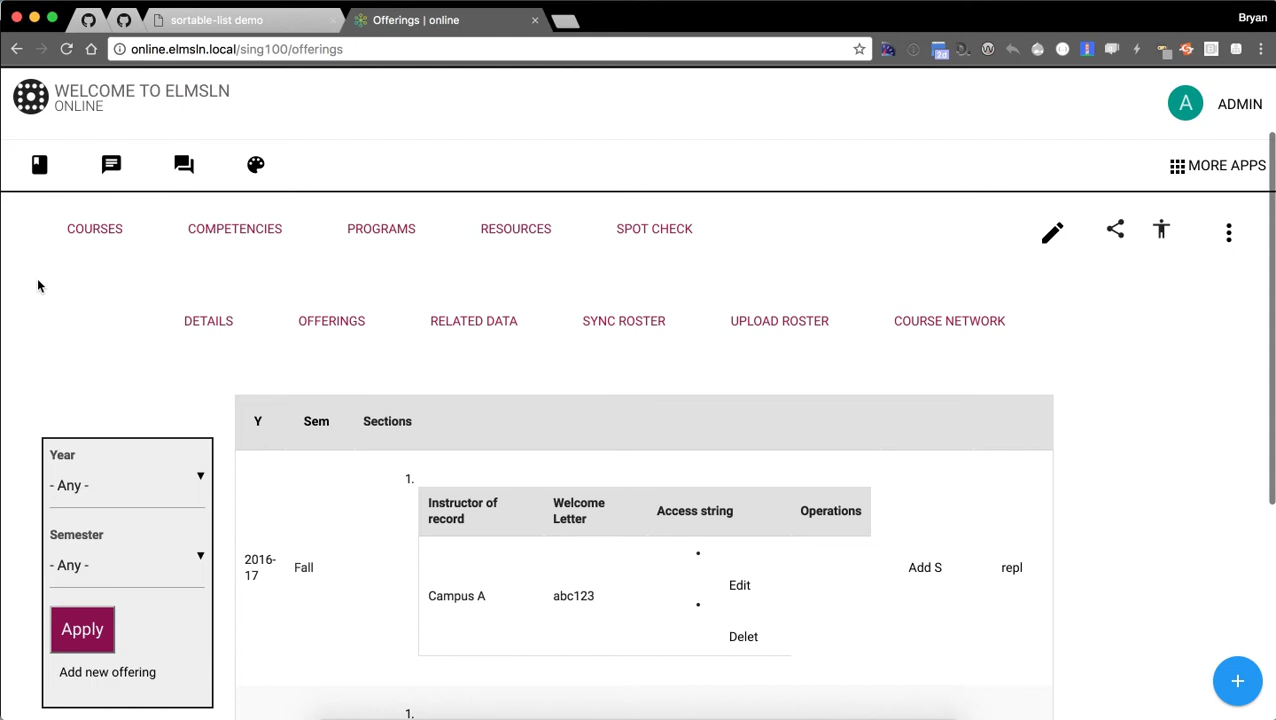 sortable-list demo
Offerings | online
Bryan
online.elmsln.local/sing100/offerings
2d
WELCOME TO ELMSLN
ONLINE
A
ADMIN
MORE APPS
COURSES
COMPETENCIES
PROGRAMS
RESOURCES
SPOT CHECK
DETAILS
OFFERINGS
RELATED DATA
SYNC ROSTER
UPLOAD ROSTER
COURSE NETWORK
Year
- Any -
Semester
- Any -
Apply
Add new offering
Y
Sem
Sections
1.
Instructor of
record
Welcome
Letter
Access string
Operations
2016-
17
Fall
Campus A
abc123
Edit
Delet
Add S
repl
1.